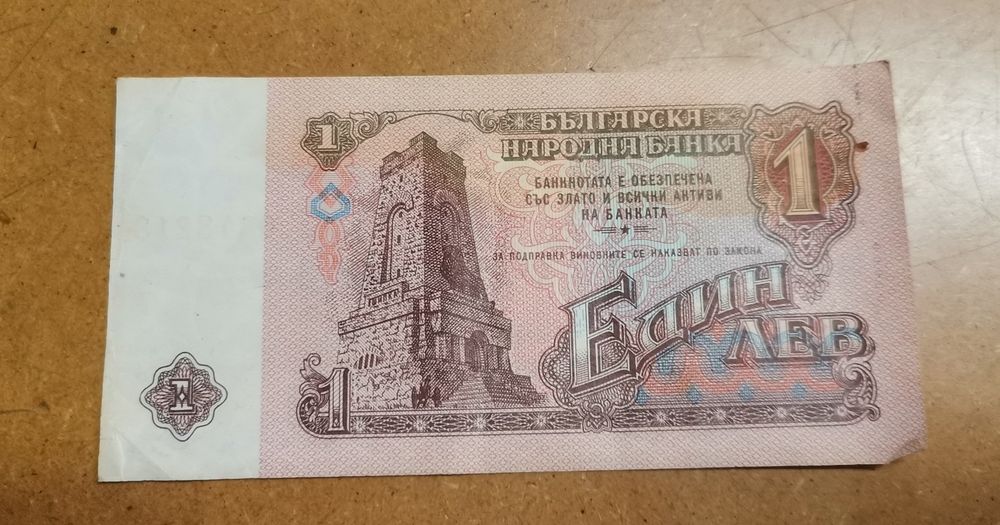 1
БЪЛГАРСКА
НАРОДНА БАНКА
1
БАНКНОТАТА Е ОБЕЗПЕЧЕНА
СЪС ЗЛАТО И ВСИЧКИ АКТИВИ
НА БАНКАТА
ЗА ПОДПРАВКА ВИНОВНИТЕ СЕ НАКАЗВАТ ПО ЗАКОНА
ЕДИН
ЛЕВ
1
1